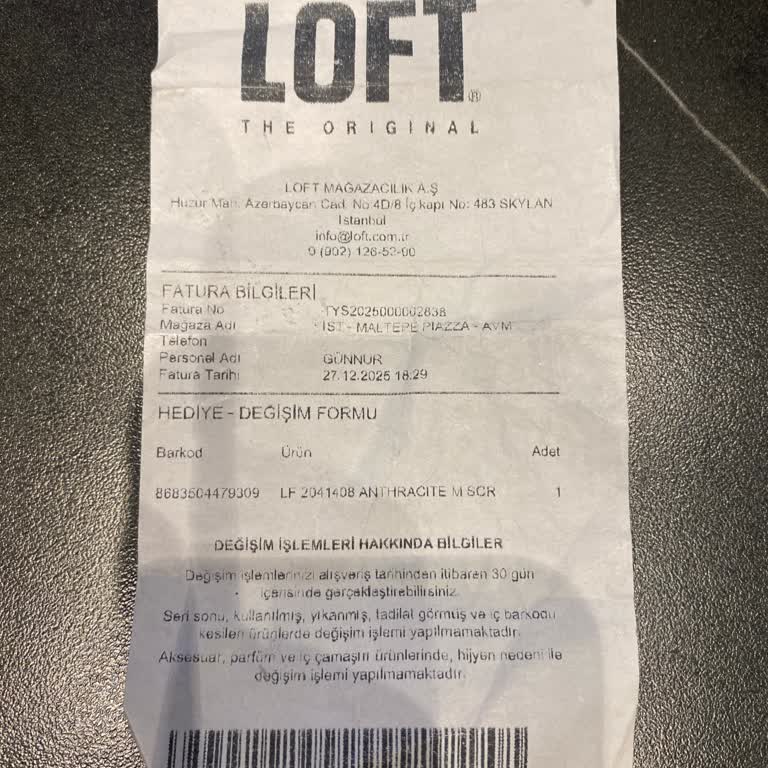 LOFT®
THE ORIGINAL
LOFT MAĞAZACILIK A.Ş
Huzur Mah. Azerbaycan Cad. No:4D/8 İç kapı No: 483 SKYLAN
İstanbul
info@loft.com.tr
0 (902) 126-52-00
FATURA BİLGİLERİ
Fatura No TYS2025000002838
Mağaza Adı İST - MALTEPE PIAZZA - AVM
Telefon
Personel Adı GÜNNUR
Fatura Tarihi 27.12.2025 18:29
HEDİYE - DEĞİŞİM FORMU
Barkod Ürün Adet
8683504479309 LF 2041408 ANTHRACITE M SCR 1
DEĞİŞİM İŞLEMLERİ HAKKINDA BİLGİLER
Değişim işlemlerinizi alışveriş tarihinden itibaren 30 gün
içerisinde gerçekleştirebilirsiniz.
Seri sonu, kullanılmış, yıkanmış, tadilat görmüş ve iç barkodu
kesilen ürünlerde değişim işlemi yapılmamaktadır.
Aksesuar, parfüm ve iç çamaşırı ürünlerinde, hijyen nedeni ile
değişim işlemi yapılmamaktadır.